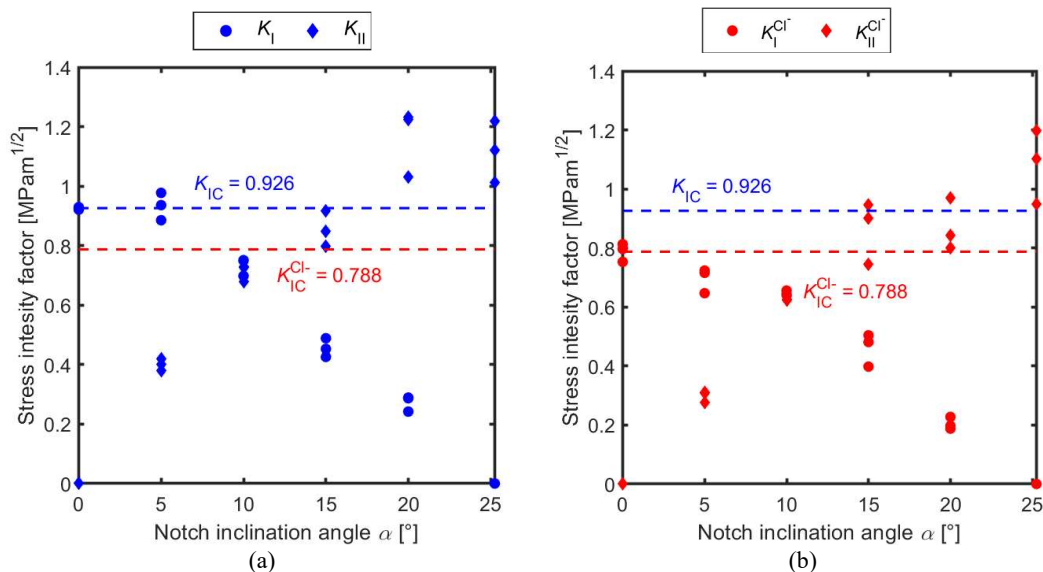 K_I K_II
1.4
1.2
1
0.8
0.6
0.4
0.2
0
Stress intesity factor [MPam^1/2]
K_IC = 0.926
K_IC^Cl- = 0.788
0 5 10 15 20 25
Notch inclination angle α [°]
(a)
K_I^Cl- K_II^Cl-
1.4
1.2
1
0.8
0.6
0.4
0.2
0
Stress intesity factor [MPam^1/2]
K_IC = 0.926
K_IC^Cl- = 0.788
0 5 10 15 20 25
Notch inclination angle α [°]
(b)